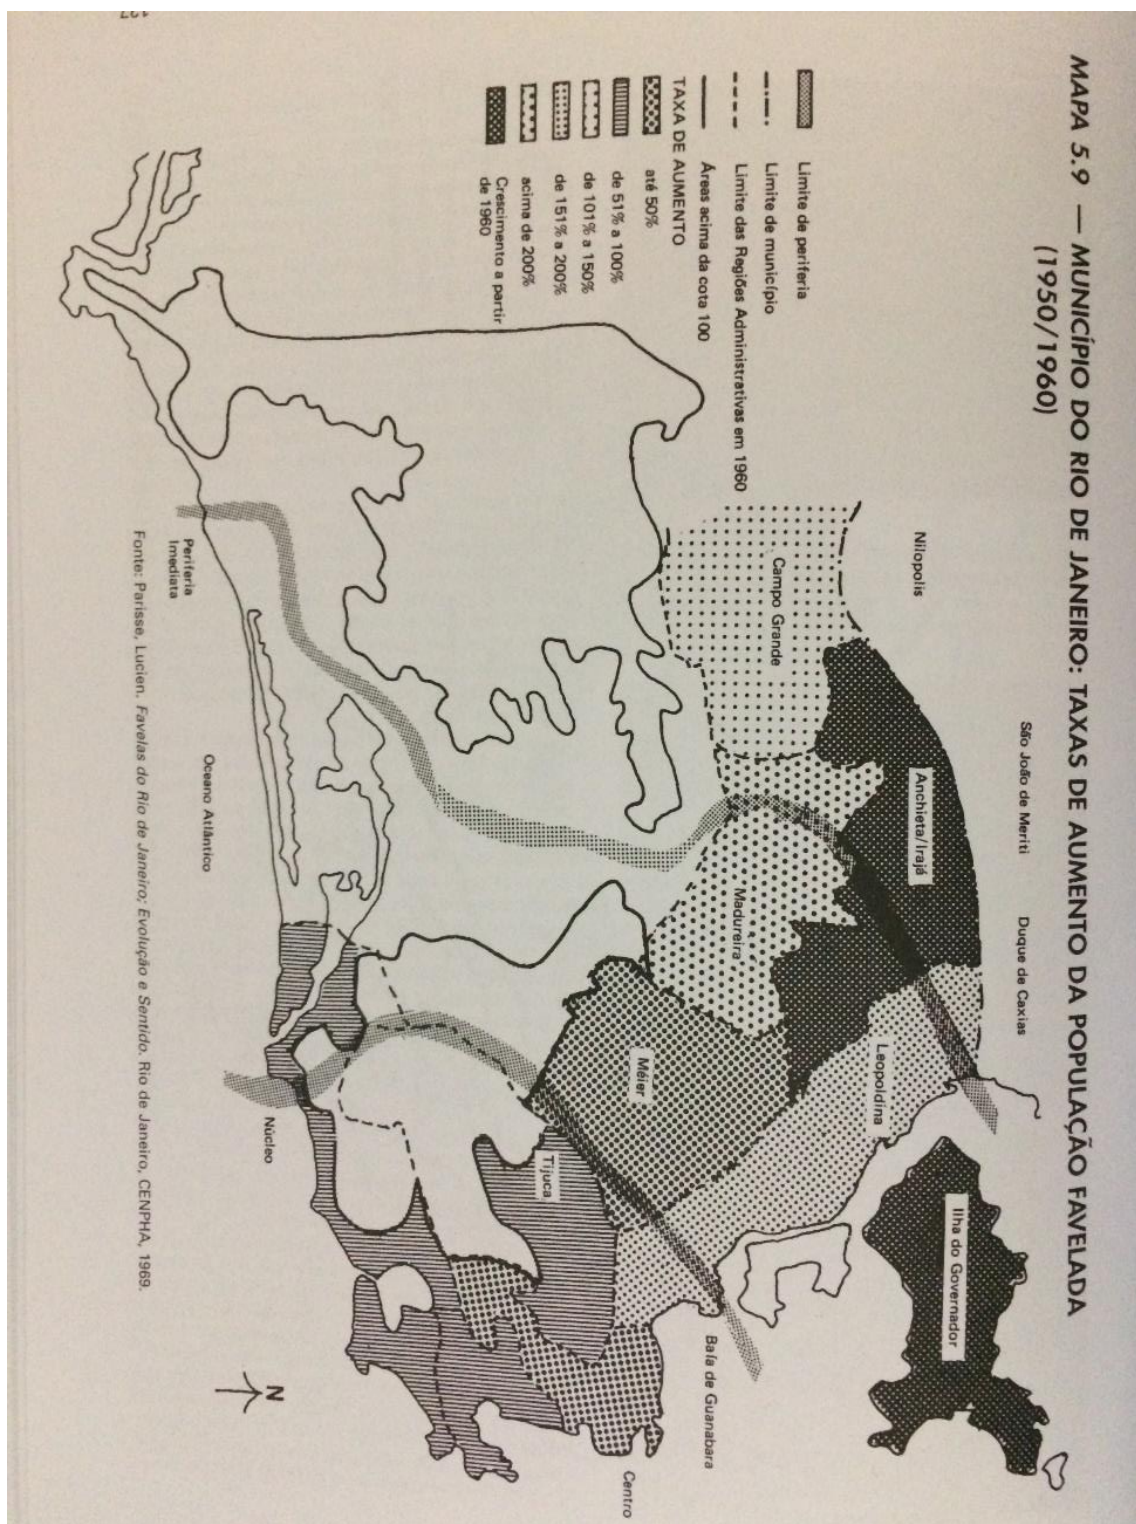 MAPA 5.9 — MUNICÍPIO DO RIO DE JANEIRO: TAXAS DE AUMENTO DA POPULAÇÃO FAVELADA
(1950/1960)
Limite de periferia
Limite de município
Limite das Regiões Administrativas em 1960
Áreas acima da cota 100
TAXA DE AUMENTO
até 50%
de 51% a 100%
de 101% a 150%
de 151% a 200%
acima de 200%
Crescimento a partir
de 1960
Nilopolis
São João de Meriti
Duque de Caxias
Campo Grande
Anchieta/Irajá
Madureira
Leopoldina
Méier
Ilha do Governador
Tijuca
Baía de Guanabara
Centro
Periferia
Imediata
Oceano Atlântico
Núcleo
N
Fonte: Parisse, Lucien. Favelas do Rio de Janeiro; Evolução e Sentido. Rio de Janeiro, CENPHA, 1969.